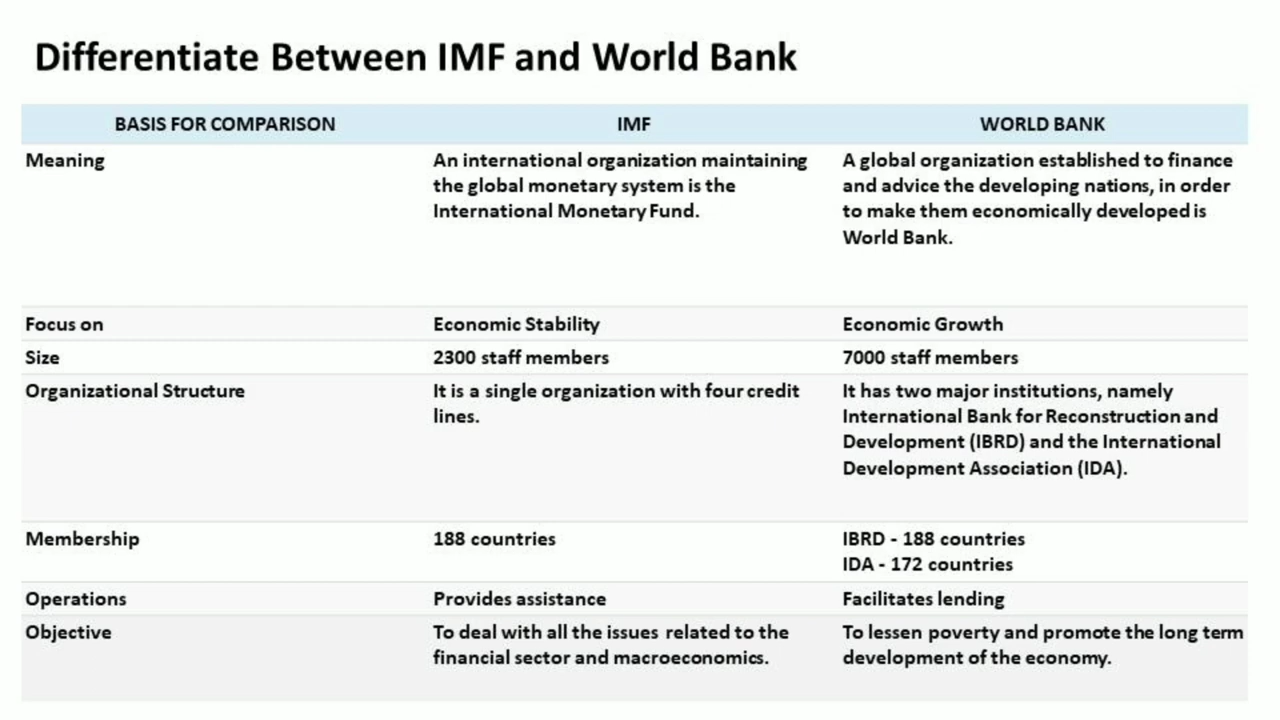 Differentiate Between IMF and World Bank
BASIS FOR COMPARISON IMF WORLD BANK
Meaning
An international organization maintaining
the global monetary system is the
International Monetary Fund.
A global organization established to finance
and advice the developing nations, in order
to make them economically developed is
World Bank.
Focus on
Economic Stability
Economic Growth
Size
2300 staff members
7000 staff members
Organizational Structure
It is a single organization with four credit
lines.
It has two major institutions, namely
International Bank for Reconstruction and
Development (IBRD) and the International
Development Association (IDA).
Membership
188 countries
IBRD - 188 countries
IDA - 172 countries
Operations
Provides assistance
Facilitates lending
Objective
To deal with all the issues related to the
financial sector and macroeconomics.
To lessen poverty and promote the long term
development of the economy.